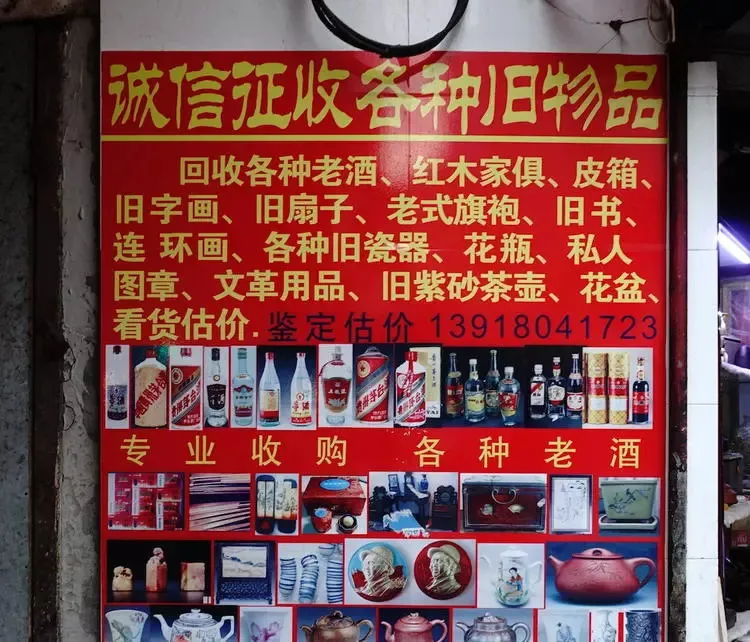 诚信征收各种旧物品
回收各种老酒、红木家俱、皮箱、
旧字画、旧扇子、老式旗袍、旧书、
连 环画、各种旧瓷器、花瓶、私人
图章、文革用品、旧紫砂茶壶、花盆、
看货估价.鉴定估价 13918041723
专业收购 各种老酒